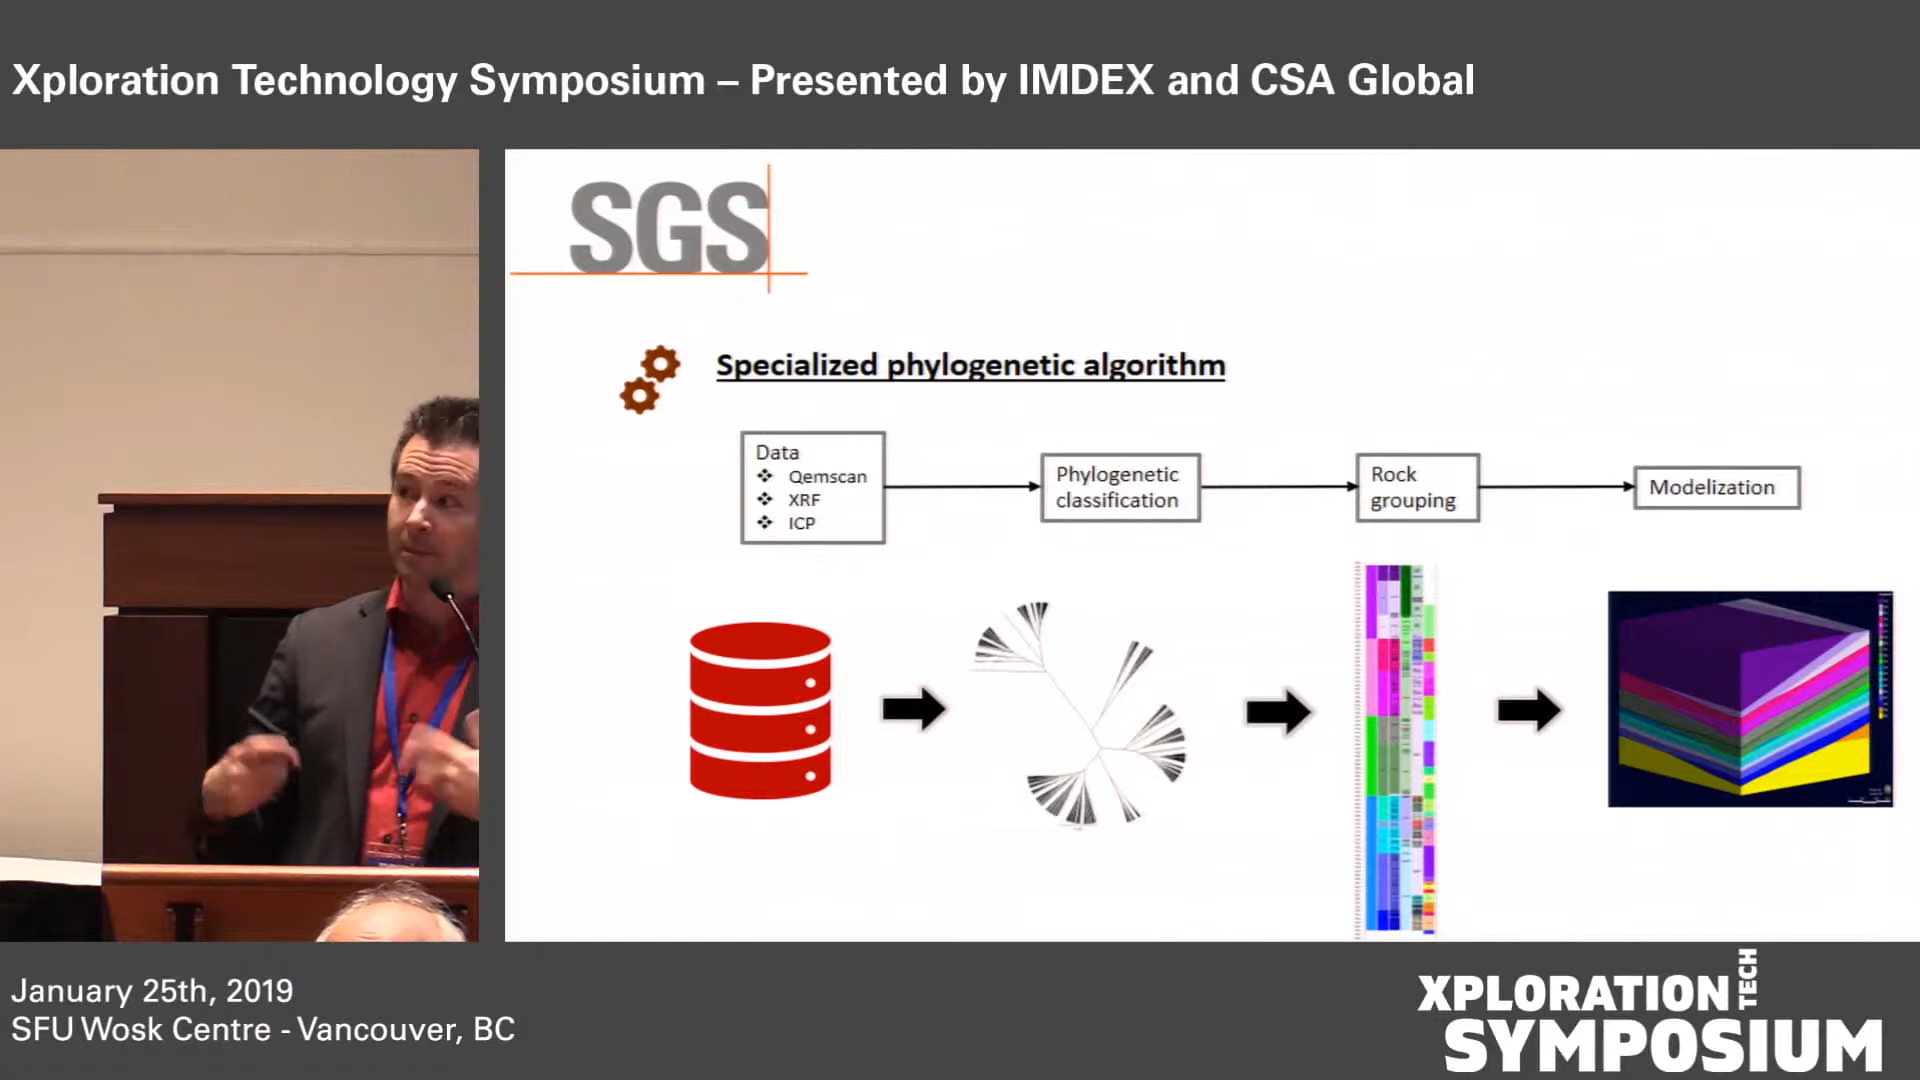 Xploration Technology Symposium – Presented by IMDEX and CSA Global
SGS
Specialized phylogenetic algorithm
Data
❖ Qemscan
❖ XRF
❖ ICP
Phylogenetic
classification
Rock
grouping
Modelization
January 25th, 2019
SFU Wosk Centre - Vancouver, BC
XPLORATION TECH
SYMPOSIUM